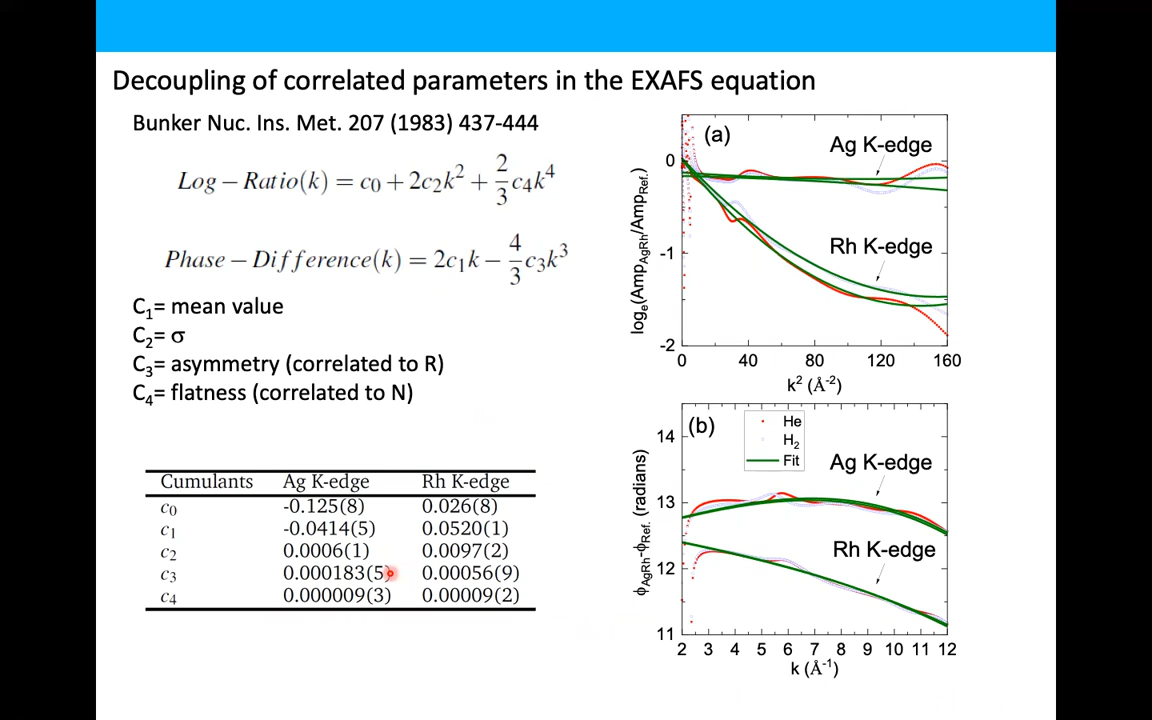 Decoupling of correlated parameters in the EXAFS equation
Bunker Nuc. Ins. Met. 207 (1983) 437-444
Log − Ratio(k) = c₀ + 2c₂k² + 2/3 c₄k⁴
Phase − Difference(k) = 2c₁k − 4/3 c₃k³
C₁= mean value
C₂= σ
C₃= asymmetry (correlated to R)
C₄= flatness (correlated to N)
Cumulants Ag K-edge Rh K-edge
c₀ -0.125(8) 0.026(8)
c₁ -0.0414(5) 0.0520(1)
c₂ 0.0006(1) 0.0097(2)
c₃ 0.000183(5) 0.00056(9)
c₄ 0.000009(3) 0.00009(2)
(a)
Ag K-edge
Rh K-edge
logₑ(Amp_AgRh/Amp_Ref.)
0
-1
-2
0 40 80 120 160
k² (Å⁻²)
(b)
He
H₂
Fit
Ag K-edge
Rh K-edge
ϕ_AgRh-ϕ_Ref. (radians)
14
13
12
11
2 3 4 5 6 7 8 9 10 11 12
k (Å⁻¹)